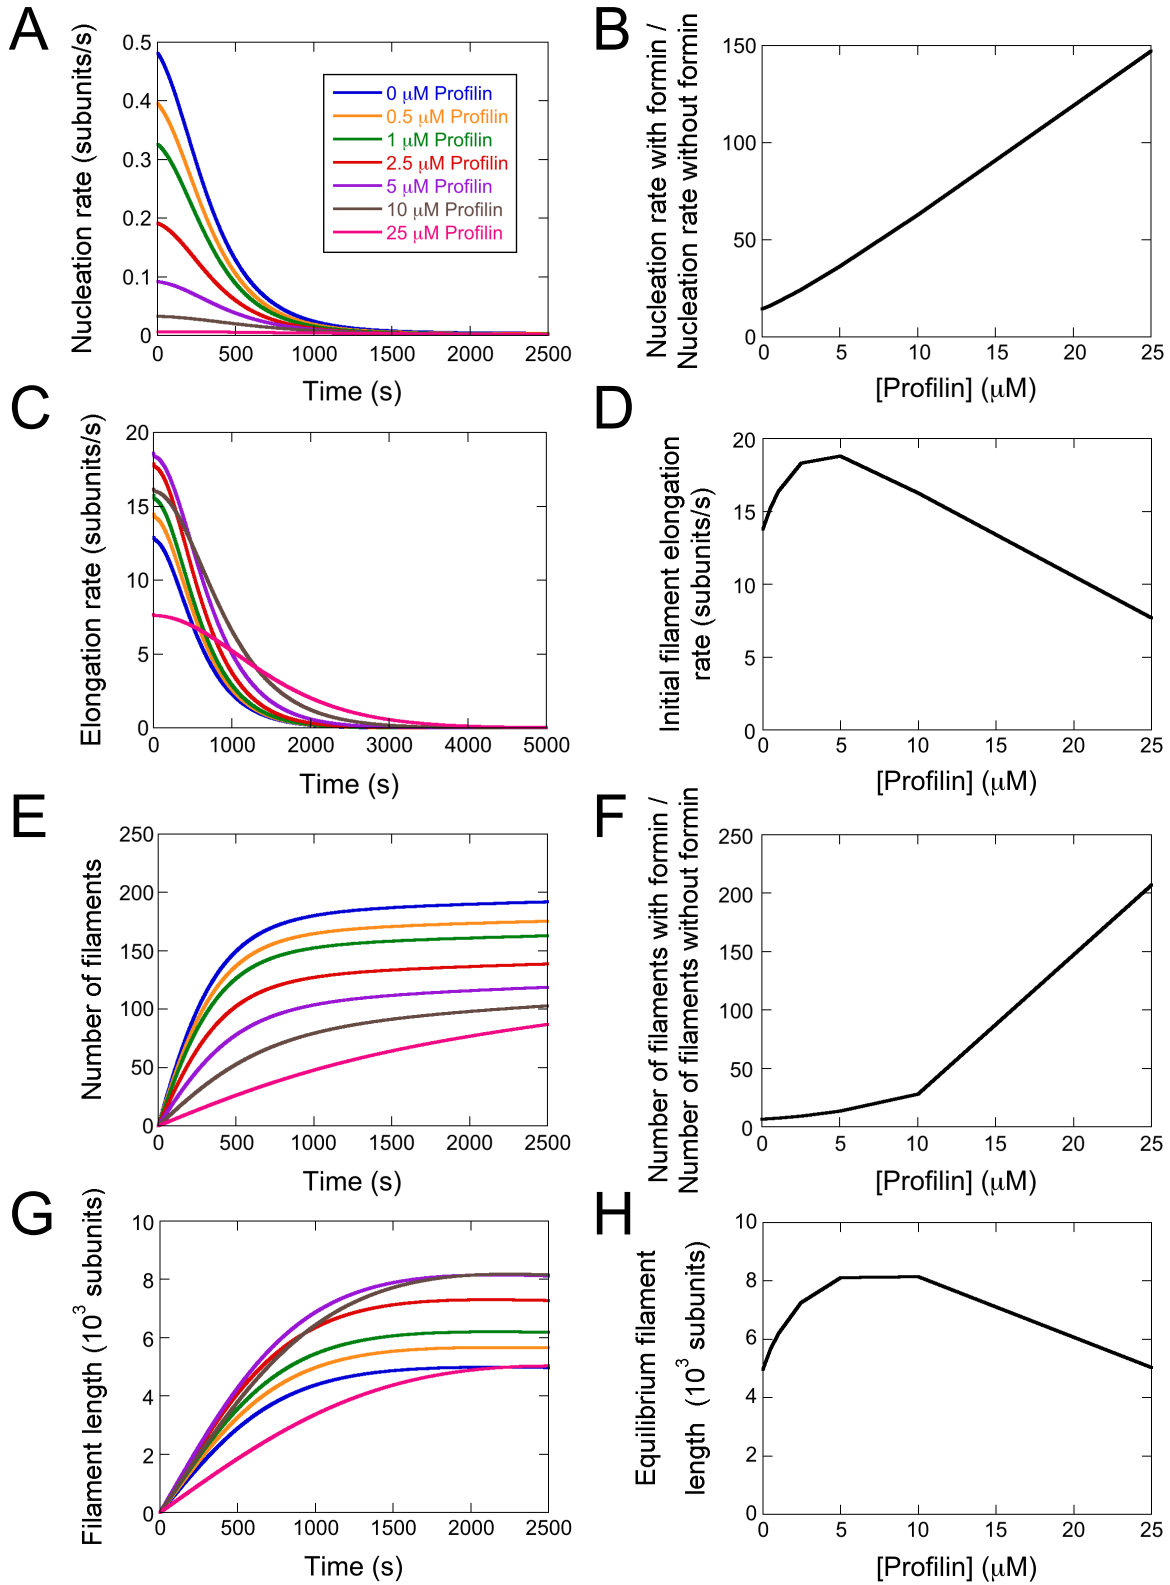 A
Nucleation rate (subunits/s)
0.5
0.4
0.3
0.2
0.1
0
0 μM Profilin
0.5 μM Profilin
1 μM Profilin
2.5 μM Profilin
5 μM Profilin
10 μM Profilin
25 μM Profilin
0 500 1000 1500 2000 2500
Time (s)
B
Nucleation rate with formin /
Nucleation rate without formin
150
100
50
0
0 5 10 15 20 25
[Profilin] (μM)
C
Elongation rate (subunits/s)
20
15
10
5
0
0 1000 2000 3000 4000 5000
Time (s)
D
Initial filament elongation
rate (subunits/s)
20
15
10
5
0
0 5 10 15 20 25
[Profilin] (μM)
E
Number of filaments
250
200
150
100
50
0
0 500 1000 1500 2000 2500
Time (s)
F
Number of filaments with formin /
Number of filaments without formin
250
200
150
100
50
0
0 5 10 15 20 25
[Profilin] (μM)
G
Filament length (10³ subunits)
10
8
6
4
2
0
0 500 1000 1500 2000 2500
Time (s)
H
Equilibrium filament
length (10³ subunits)
10
8
6
4
2
0
0 5 10 15 20 25
[Profilin] (μM)